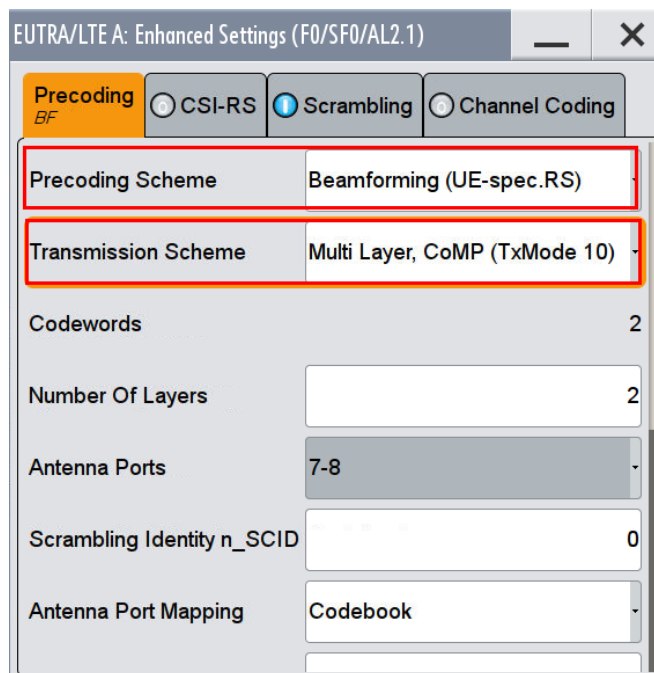 EUTRA/LTE A: Enhanced Settings (F0/SF0/AL2.1)
Precoding
BF
CSI-RS
Scrambling
Channel Coding
Precoding Scheme Beamforming (UE-spec.RS)
Transmission Scheme Multi Layer, CoMP (TxMode 10)
Codewords 2
Number Of Layers 2
Antenna Ports 7-8
Scrambling Identity n_SCID 0
Antenna Port Mapping Codebook